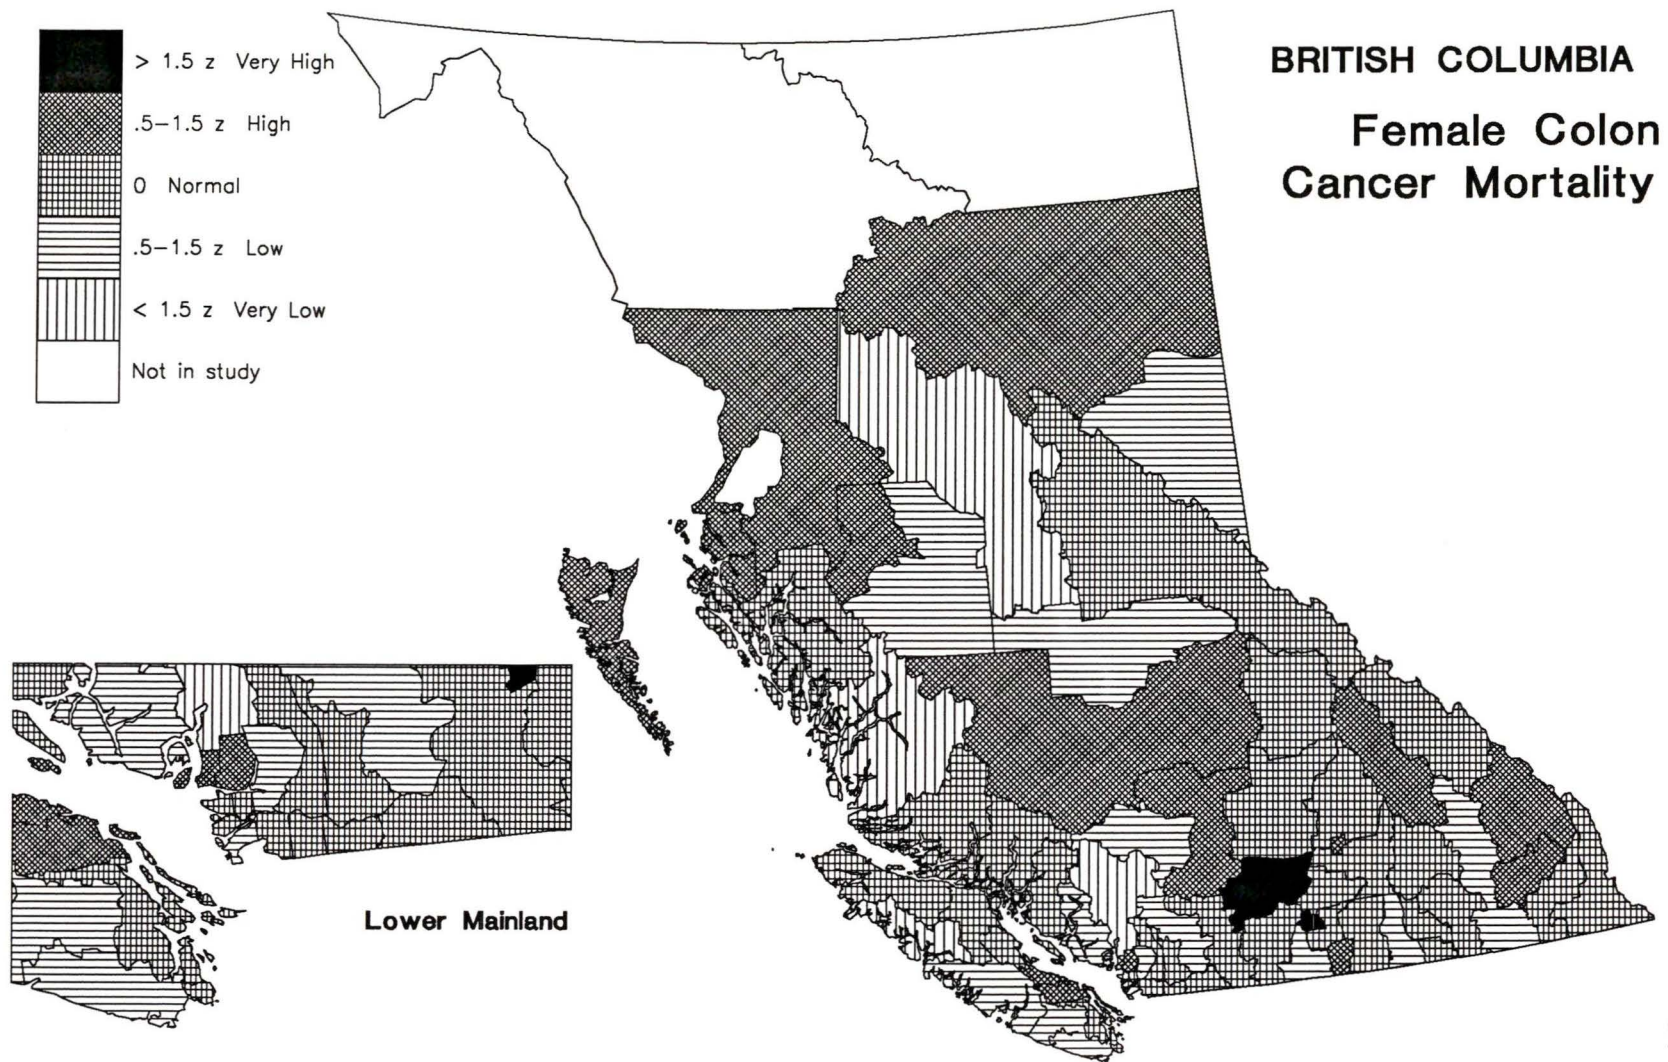 > 1.5 z Very High
.5-1.5 z High
0 Normal
.5-1.5 z Low
< 1.5 z Very Low
Not in study
BRITISH COLUMBIA
Female Colon
Cancer Mortality
Lower Mainland